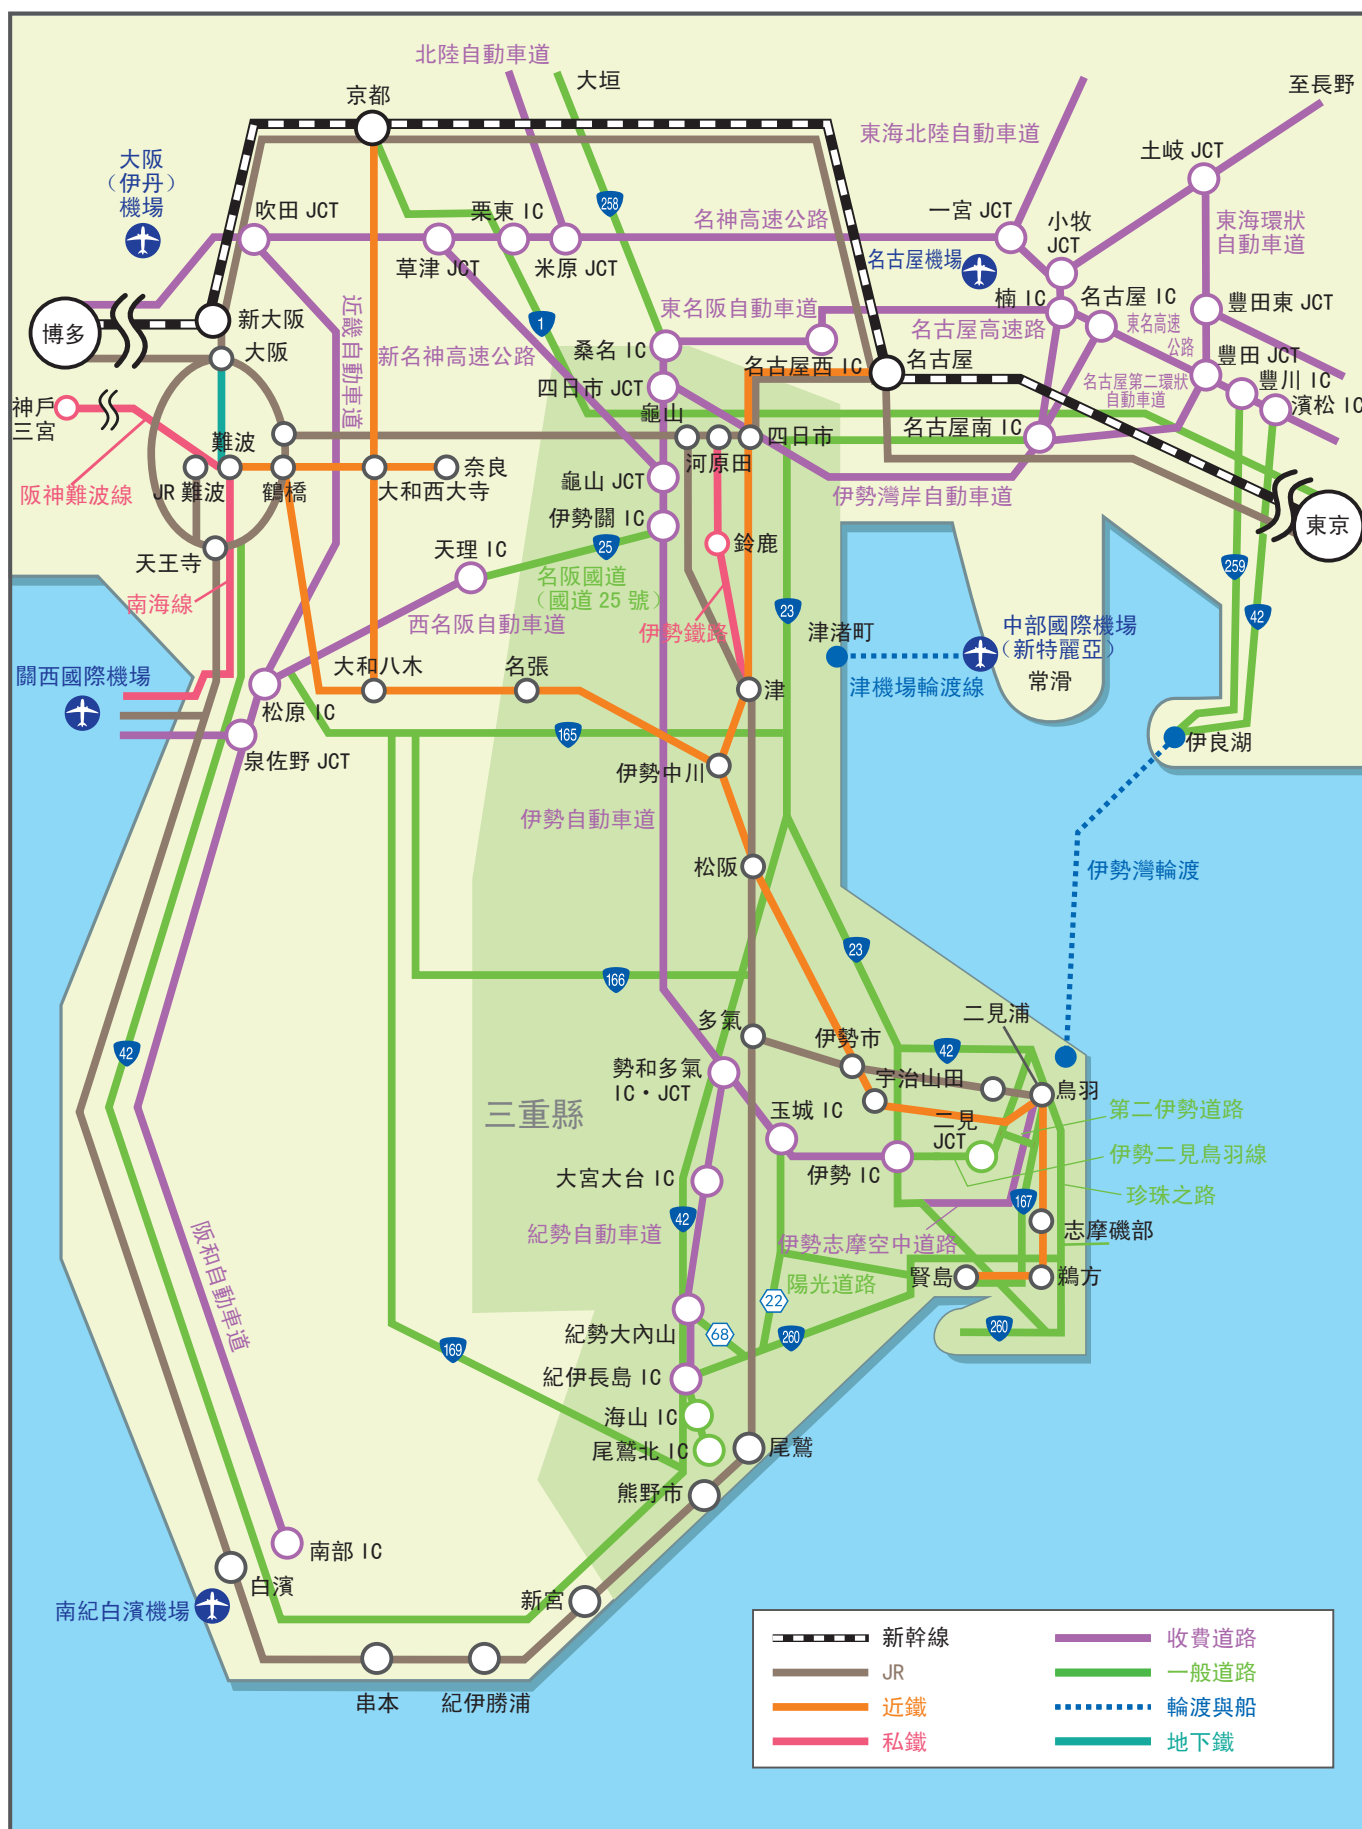 北陸自動車道
大垣
至長野
京都
東海北陸自動車道
土岐 JCT
大阪
（伊丹）
機場
258
吹田 JCT
栗東 IC
名神高速公路
一宮 JCT
小牧
JCT
東海環狀
自動車道
草津 JCT
米原 JCT
名古屋機場
近畿自動車道
東名阪自動車道
楠 IC
名古屋 IC
豐田東 JCT
博多
新大阪
1
名古屋高速路
東名高速
公路
大阪
新名神高速公路
桑名 IC
名古屋西 IC
名古屋
豐田 JCT
豐川 IC
四日市 JCT
名古屋第二環狀
自動車道
濱松 IC
神戶
三宮
龜山
難波
河原田
四日市
名古屋南 IC
阪神難波線
JR 難波
鶴橋
大和西大寺
奈良
龜山 JCT
伊勢灣岸自動車道
伊勢關 IC
東京
天王寺
天理 IC
25
鈴鹿
名阪國道
（國道 25 號）
259
南海線
西名阪自動車道
伊勢鐵路
23
津渚町
中部國際機場
（新特麗亞）
42
關西國際機場
大和八木
名張
津
津機場輪渡線
常滑
松原 IC
165
伊良湖
泉佐野 JCT
伊勢中川
伊勢自動車道
松阪
伊勢灣輪渡
23
166
多氣
二見浦
伊勢市
42
42
勢和多氣
IC・JCT
宇治山田
鳥羽
三重縣
玉城 IC
二見
JCT
第二伊勢道路
伊勢二見鳥羽線
大宮大台 IC
伊勢 IC
珍珠之路
167
阪和自動車道
紀勢自動車道
42
伊勢志摩空中道路
志摩磯部
陽光道路
賢島
鵜方
22
紀勢大內山
68
260
260
169
紀伊長島 IC
海山 IC
尾鷲北 IC
尾鷲
熊野市
南部 IC
白濱
新宮
南紀白濱機場
串本
紀伊勝浦
新幹線
收費道路
JR
一般道路
近鐵
輪渡與船
私鐵
地下鐵